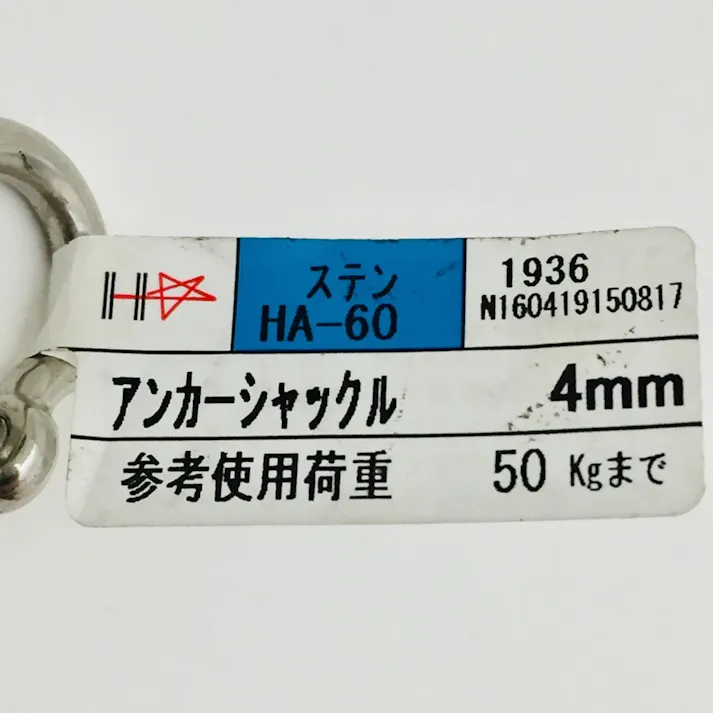 H☆
ステン
HA-60
1936
N160419150817
アンカーシャックル 4mm
参考使用荷重 50 Kgまで